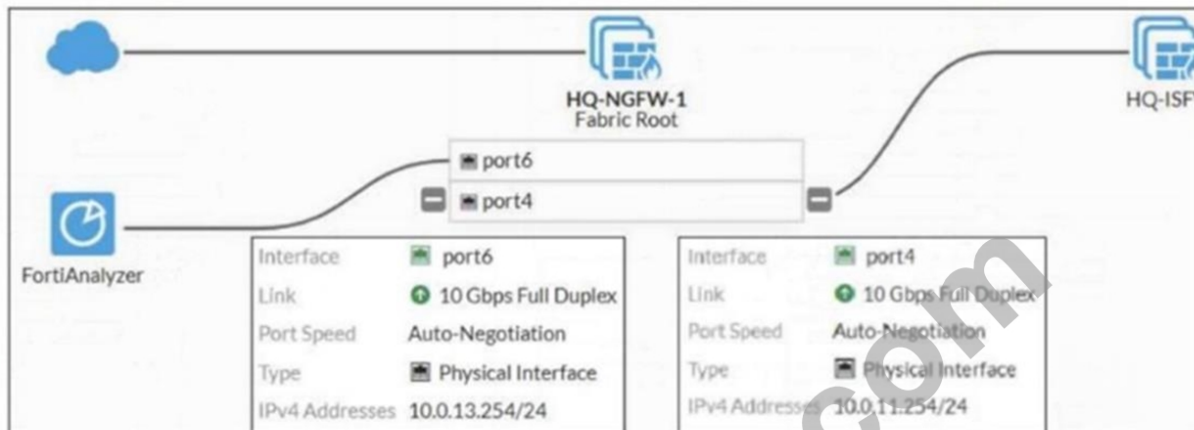 HQ-NGFW-1
Fabric Root
HQ-ISF
port6
port4
FortiAnalyzer
Interface port6
Link 10 Gbps Full Duplex
Port Speed Auto-Negotiation
Type Physical Interface
IPv4 Addresses 10.0.13.254/24
Interface port4
Link 10 Gbps Full Duplex
Port Speed Auto-Negotiation
Type Physical Interface
IPv4 Addresses 10.0.11.254/24
com